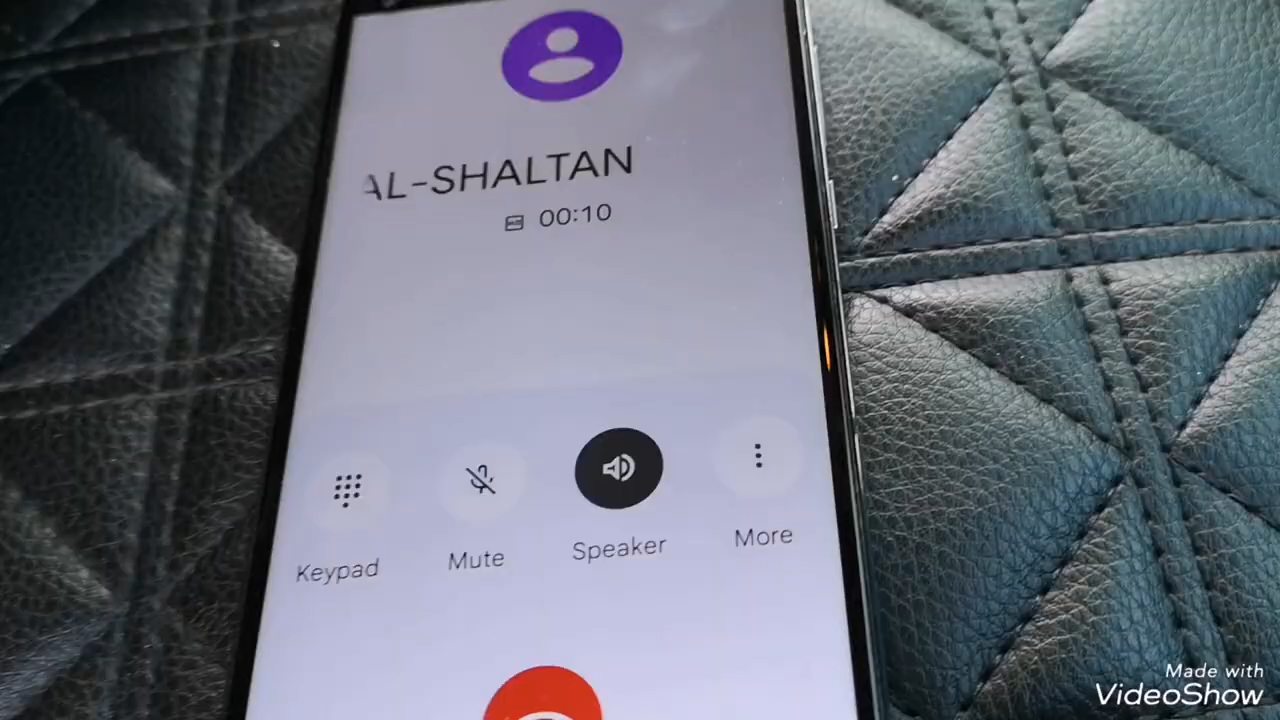 AL-SHALTAN
00:10
Keypad
Mute
Speaker
More
Made with
VideoShow